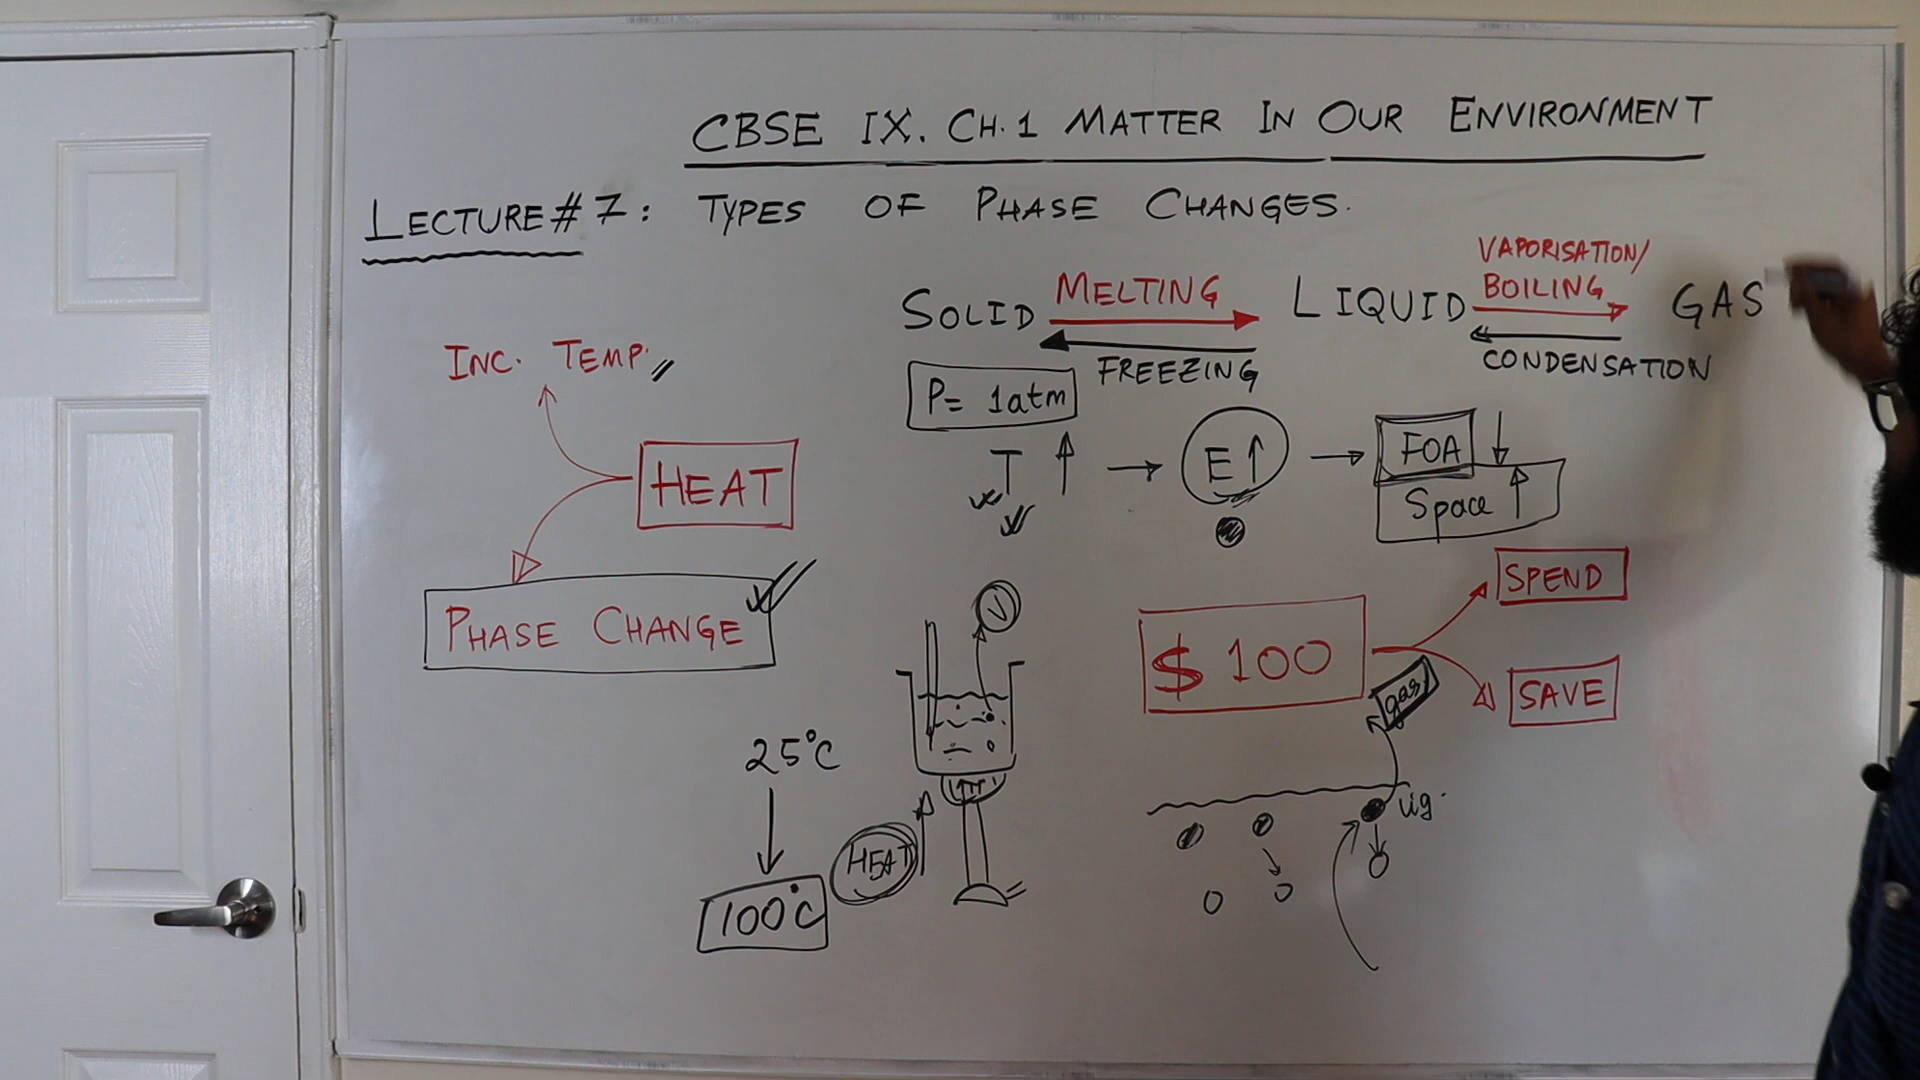 CBSE IX. CH. 1 MATTER IN OUR ENVIRONMENT
LECTURE # 7: TYPES OF PHASE CHANGES.
SOLID MELTING LIQUID VAPORISATION/
BOILING GAS
FREEZING CONDENSATION
INC. TEMP.
HEAT
PHASE CHANGE
P= 1atm
T ↑ → E↑ → FOA ↓
Space ↑
$ 100
SPEND
SAVE
V
25°C
100°C
HEAT
gas
liq.